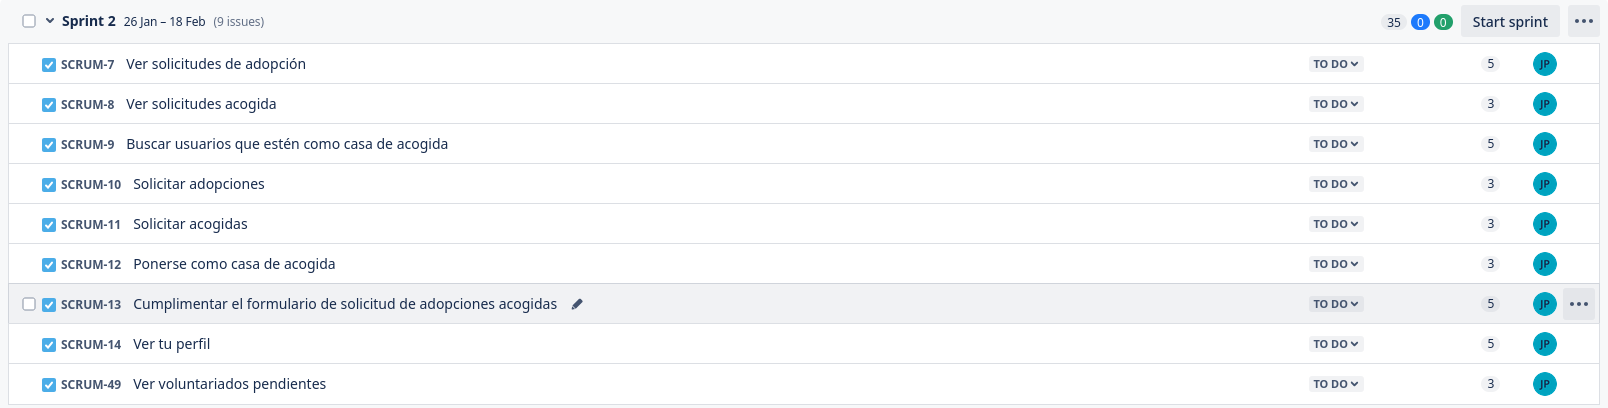 Sprint 2 26 Jan – 18 Feb (9 issues) 35 0 0 Start sprint
SCRUM-7 Ver solicitudes de adopción TO DO 5 JP
SCRUM-8 Ver solicitudes acogida TO DO 3 JP
SCRUM-9 Buscar usuarios que estén como casa de acogida TO DO 5 JP
SCRUM-10 Solicitar adopciones TO DO 3 JP
SCRUM-11 Solicitar acogidas TO DO 3 JP
SCRUM-12 Ponerse como casa de acogida TO DO 3 JP
SCRUM-13 Cumplimentar el formulario de solicitud de adopciones acogidas TO DO 5 JP
SCRUM-14 Ver tu perfil TO DO 5 JP
SCRUM-49 Ver voluntariados pendientes TO DO 3 JP